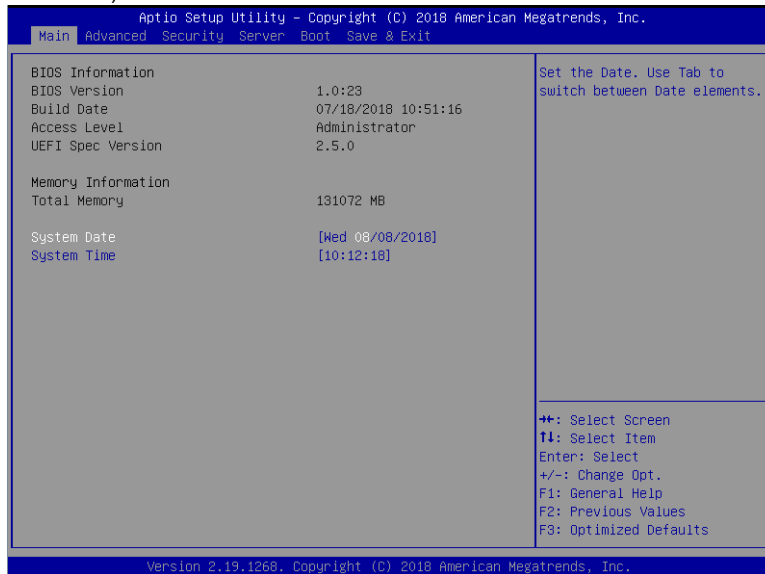 Aptio Setup Utility – Copyright (C) 2018 American Megatrends, Inc.
Main Advanced Security Server Boot Save & Exit
BIOS Information
BIOS Version 1.0:23
Build Date 07/18/2018 10:51:16
Access Level Administrator
UEFI Spec Version 2.5.0
Memory Information
Total Memory 131072 MB
System Date [Wed 08/08/2018]
System Time [10:12:18]
Set the Date. Use Tab to
switch between Date elements.
→←: Select Screen
↑↓: Select Item
Enter: Select
+/-: Change Opt.
F1: General Help
F2: Previous Values
F3: Optimized Defaults
Version 2.19.1268. Copyright (C) 2018 American Megatrends, Inc.